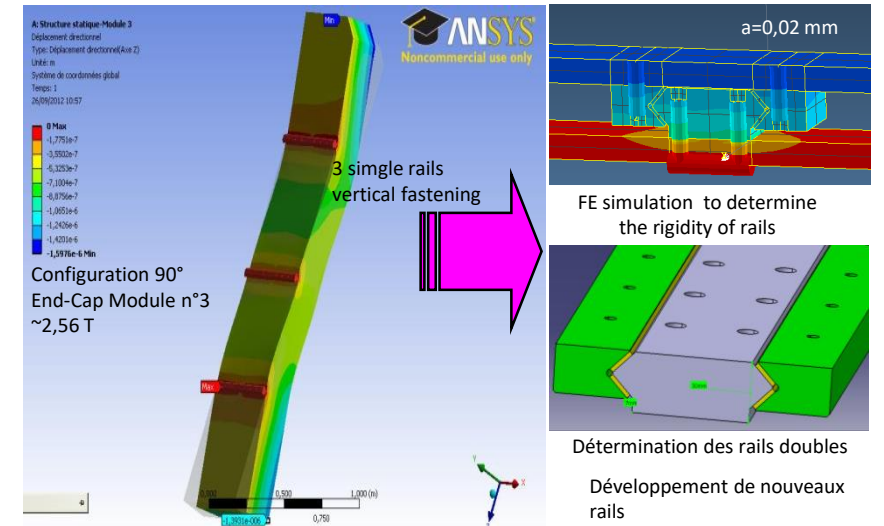 A: Structure statique-Module 3
Déplacement directionnel
Type: Déplacement directionnel(Axe Z)
Unité: m
Système de coordonnées global
Temps: 1
26/09/2012 10:57
0 Max
-1,7751e-7
-3,5502e-7
-5,3253e-7
-7,1004e-7
-8,8756e-7
-1,0651e-6
-1,2426e-6
-1,4201e-6
-1,5976e-6 Min
Configuration 90°
End-Cap Module n°3
~2,56 T
Min
ANSYS
Noncommercial use only
3 simgle rails
vertical fastening
Max
-1,3931e-006
0,000
0,500
1,000 (m)
0,750
Y
X
Z
a=0,02 mm
FE simulation to determine
the rigidity of rails
Détermination des rails doubles
Développement de nouveaux
rails